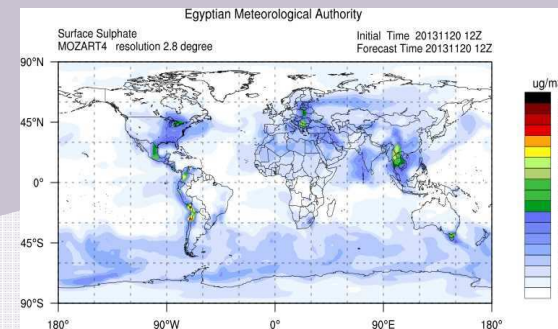 Egyptian Meteorological Authority
Surface Sulphate
MOZART4 resolution 2.8 degree
Initial Time 20131120 12Z
Forecast Time 20131120 12Z
ug/m
90°N
45°N
0°
45°S
90°S
180° 90°W 0° 90°E 180°